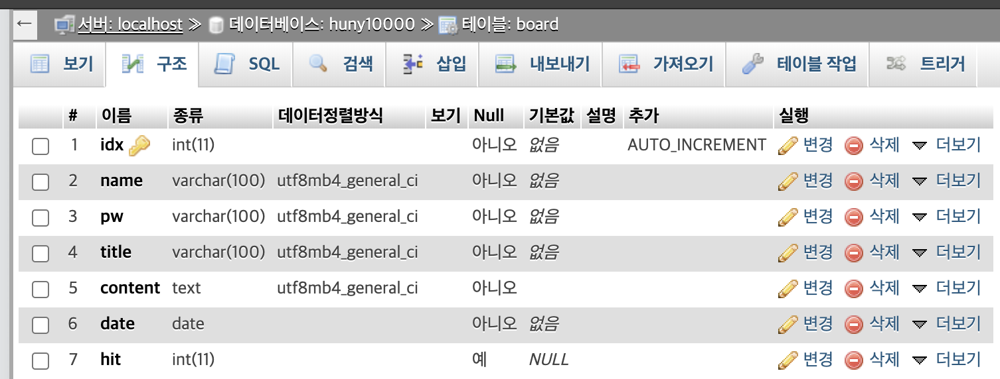 서버: localhost » 데이터베이스: huny10000 » 테이블: board
보기 구조 SQL 검색 삽입 내보내기 가져오기 테이블 작업 트리거
# 이름 종류 데이터정렬방식 보기 Null 기본값 설명 추가 실행
1 idx int(11) 아니오 없음 AUTO_INCREMENT 변경 삭제 더보기
2 name varchar(100) utf8mb4_general_ci 아니오 없음 변경 삭제 더보기
3 pw varchar(100) utf8mb4_general_ci 아니오 없음 변경 삭제 더보기
4 title varchar(100) utf8mb4_general_ci 아니오 없음 변경 삭제 더보기
5 content text utf8mb4_general_ci 아니오 변경 삭제 더보기
6 date date 아니오 없음 변경 삭제 더보기
7 hit int(11) 예 NULL 변경 삭제 더보기